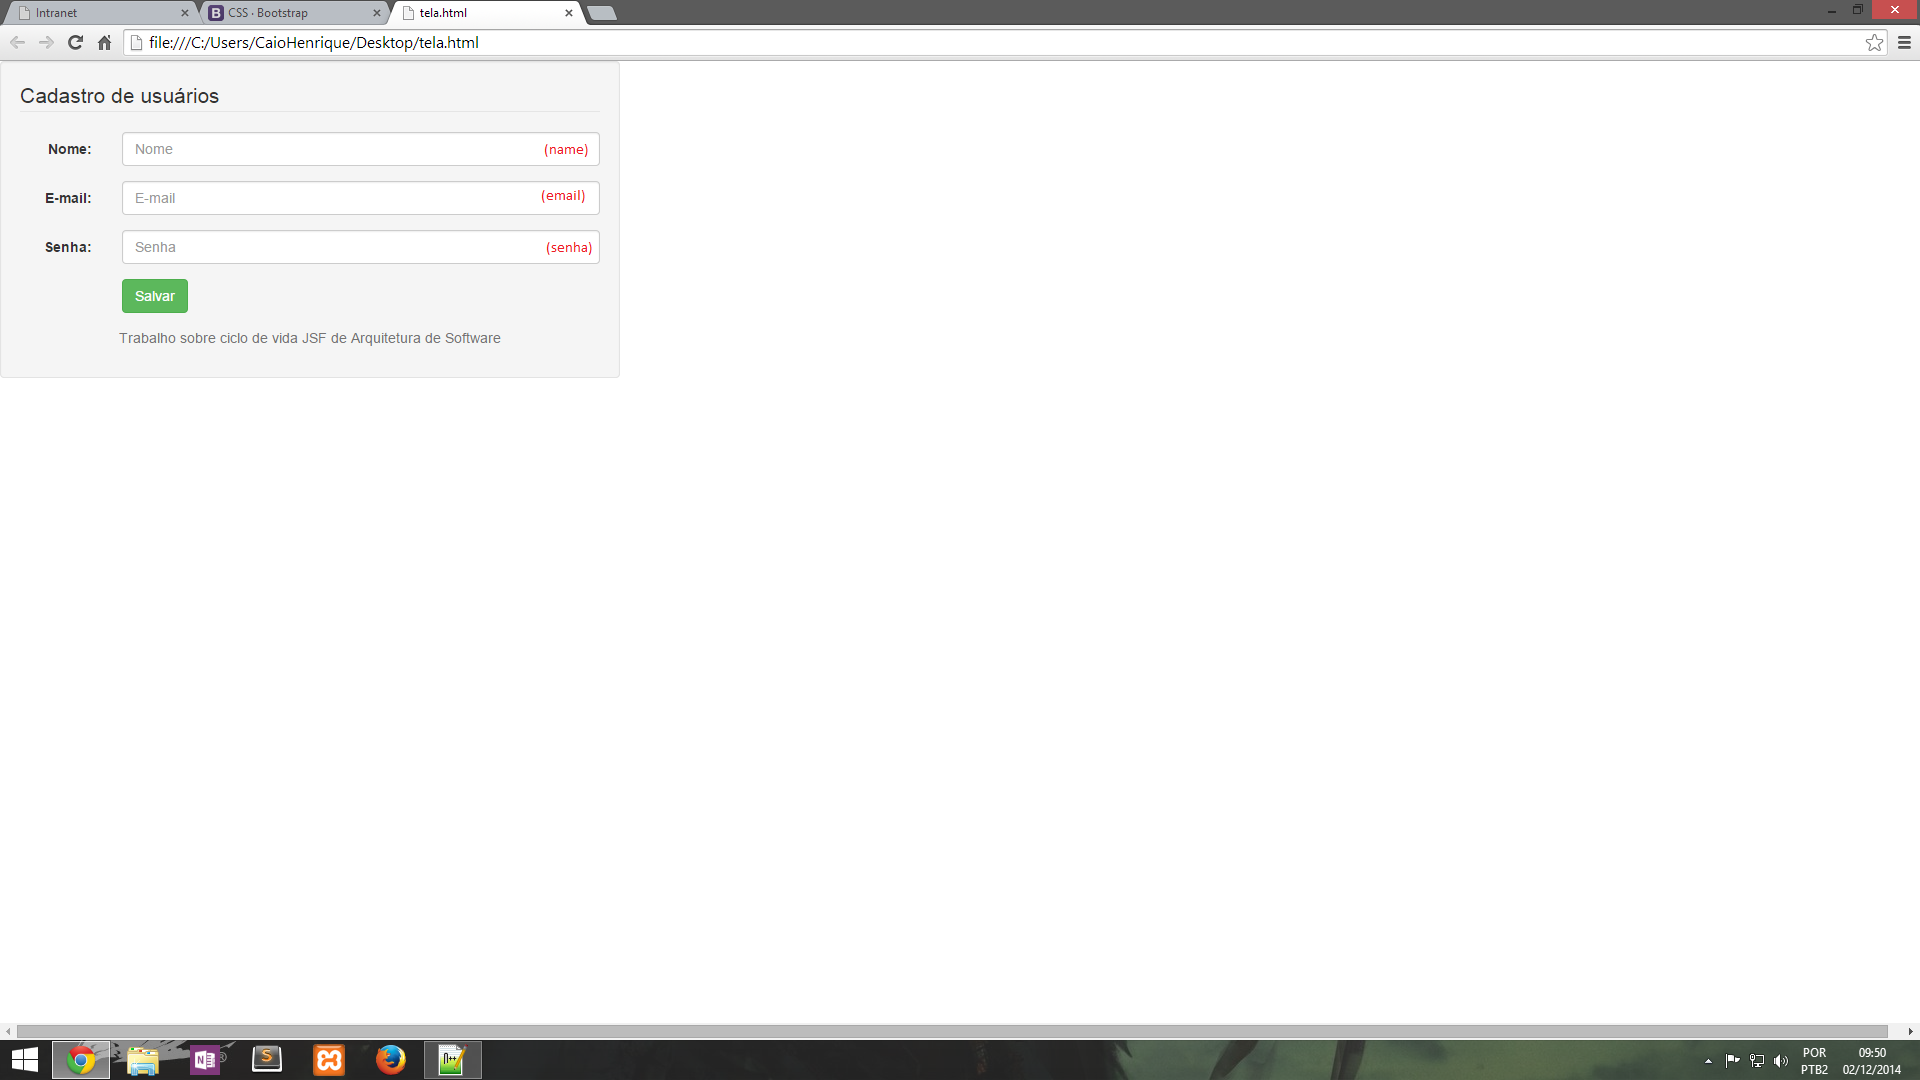 Intranet
CSS · Bootstrap
tela.html
file:///C:/Users/CaioHenrique/Desktop/tela.html
Cadastro de usuários
Nome: Nome (name)
E-mail: E-mail (email)
Senha: Senha (senha)
Salvar
Trabalho sobre ciclo de vida JSF de Arquitetura de Software
POR 09:50
PTB2 02/12/2014